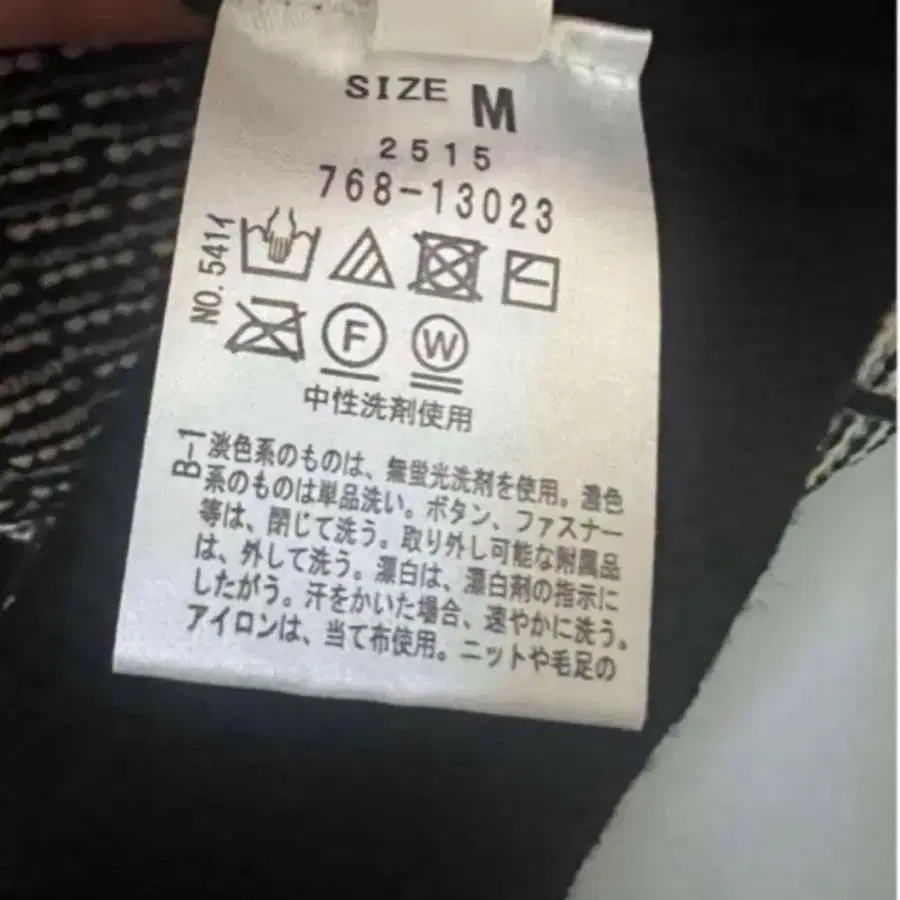 SIZE M
2515
768-13023
NO.5411
F W
中性洗剤使用
B-1
淡色系のものは、無蛍光洗剤を使用。濃色
系のものは単品洗い。ボタン、ファスナー
等は、閉じて洗う。取り外し可能な附属品
は、外して洗う。漂白は、漂白剤の指示に
したがう。汗をかいた場合、速やかに洗う。
アイロンは、当て布使用。ニットや毛足の